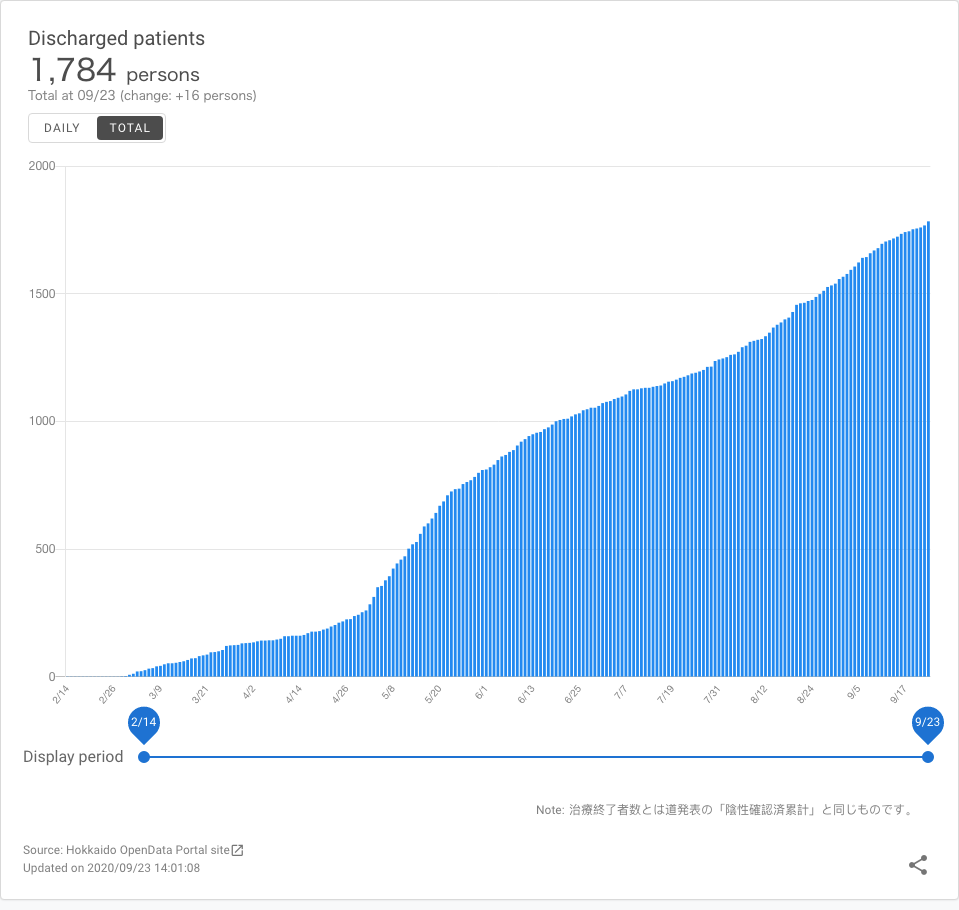 Discharged patients
1,784 persons
Total at 09/23 (change: +16 persons)
DAILY TOTAL
2000
1500
1000
500
0
2/14 2/26 3/9 3/21 4/2 4/14 4/26 5/8 5/20 6/1 6/13 6/25 7/7 7/19 7/31 8/12 8/24 9/5 9/17
2/14 9/23
Display period
Note: 治療終了者数とは道発表の「陰性確認済累計」と同じものです。
Source: Hokkaido OpenData Portal site
Updated on 2020/09/23 14:01:08